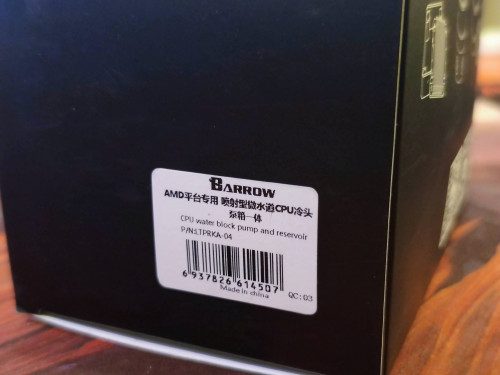 BARROW
AMD平台专用 喷射型微水道CPU冷头
泵箱一体
CPU water block pump and reservoir
P/N:LTPRKA-04
6 937826 614507
Made in china
QC:03